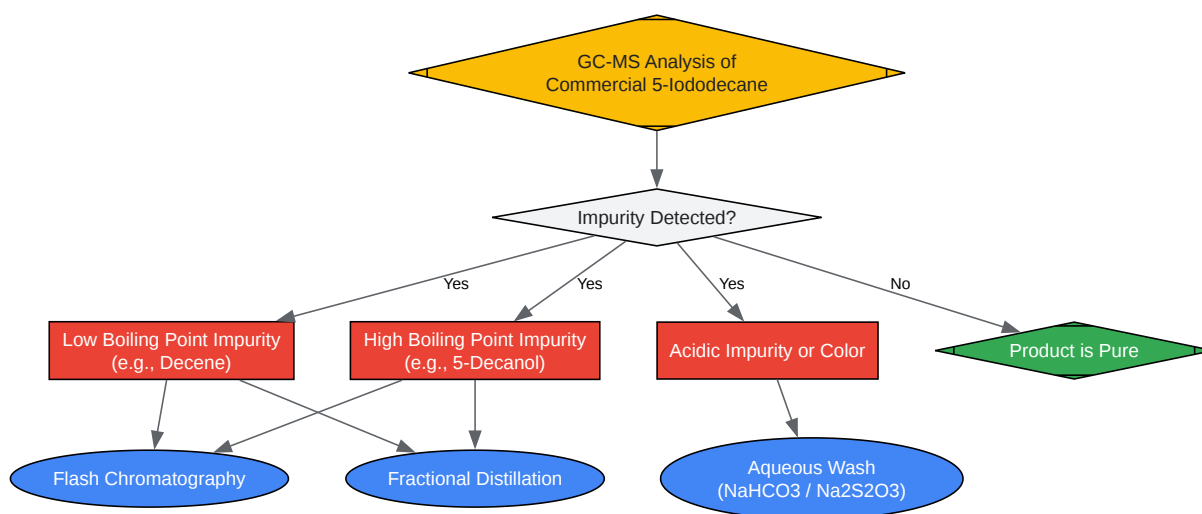 GC-MS Analysis of
Commercial 5-Iododecane
Impurity Detected?
Yes
Yes
Yes
No
Low Boiling Point Impurity
(e.g., Decene)
High Boiling Point Impurity
(e.g., 5-Decanol)
Acidic Impurity or Color
Product is Pure
Flash Chromatography
Fractional Distillation
Aqueous Wash
(NaHCO3 / Na2S2O3)